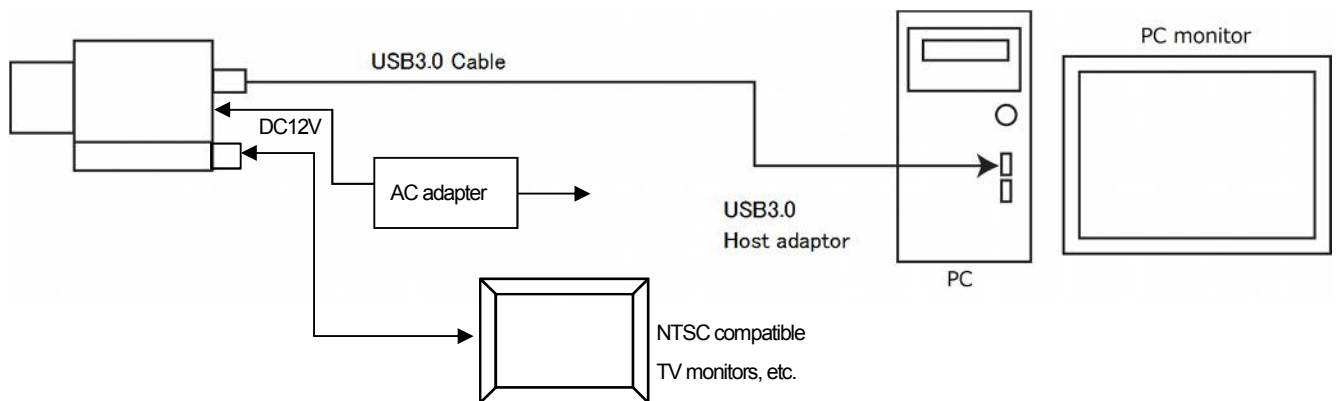 PC monitor
USB3.0 Cable
DC12V
AC adapter
USB3.0
Host adaptor
PC
NTSC compatible
TV monitors, etc.